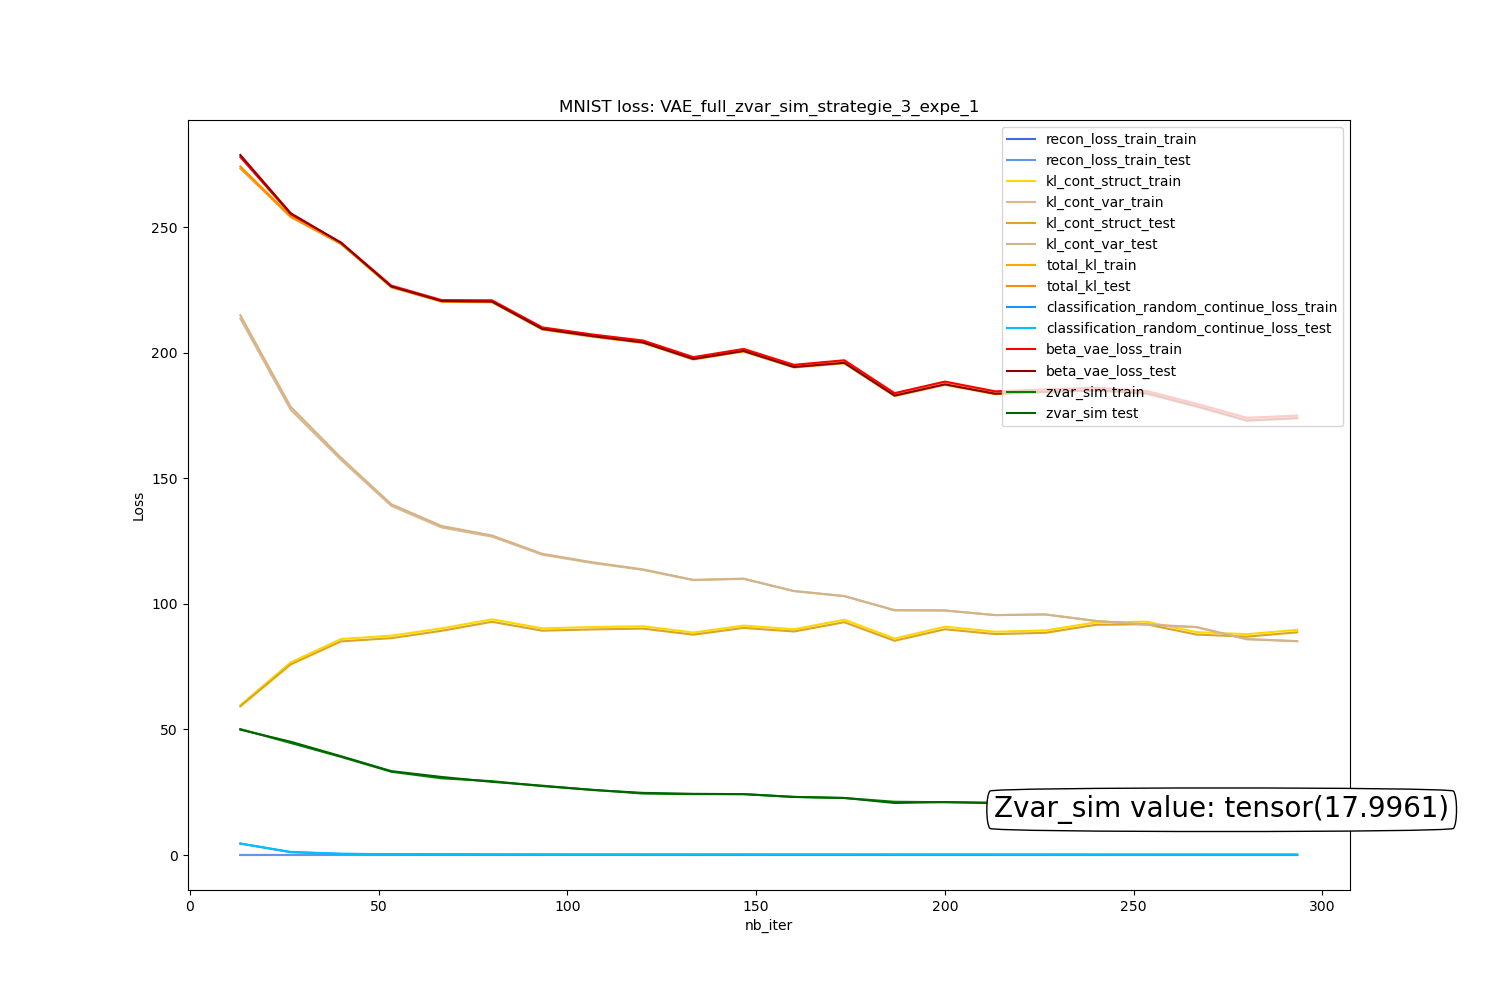 MNIST loss: VAE_full_zvar_sim_strategie_3_expe_1
recon_loss_train_train
recon_loss_train_test
kl_cont_struct_train
kl_cont_var_train
kl_cont_struct_test
kl_cont_var_test
total_kl_train
total_kl_test
classification_random_continue_loss_train
classification_random_continue_loss_test
beta_vae_loss_train
beta_vae_loss_test
zvar_sim train
zvar_sim test
250
200
150
100
50
0
Loss
Zvar_sim value: tensor(17.9961)
0 50 100 150 200 250 300
nb_iter